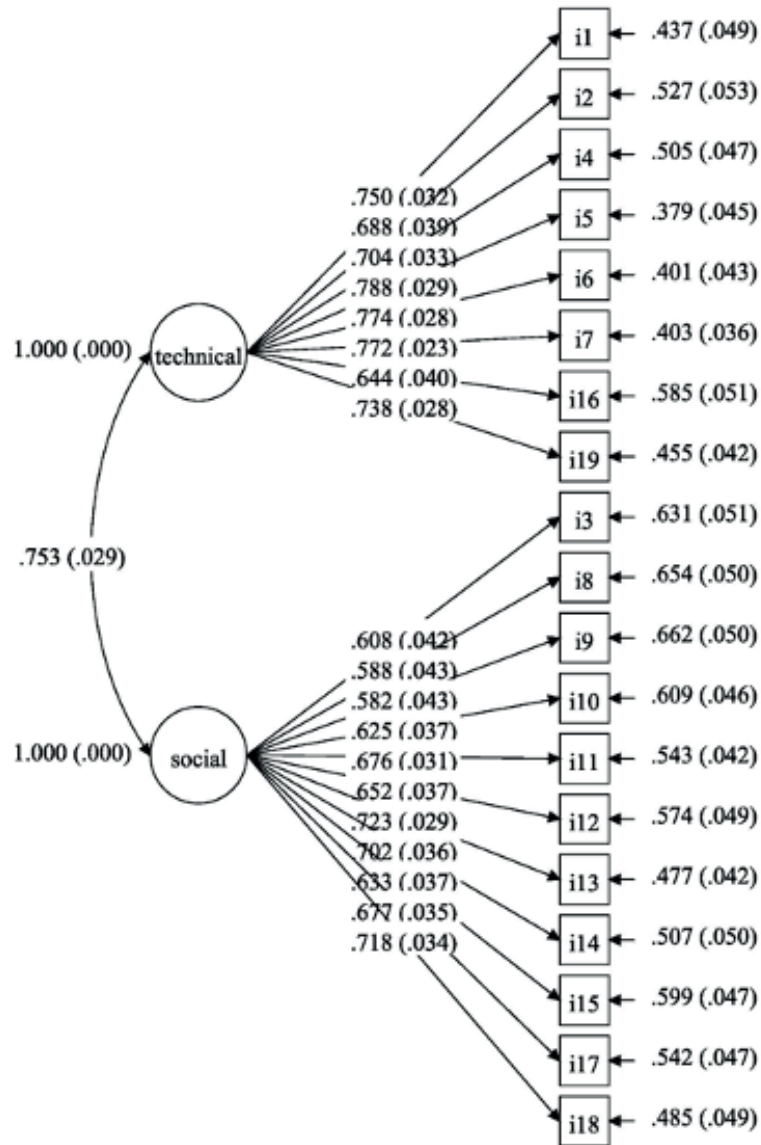 i1 .437 (.049)
i2 .527 (.053)
i4 .505 (.047)
.750 (.032)
i5 .379 (.045)
.688 (.039)
.704 (.033)
i6 .401 (.043)
.788 (.029)
.774 (.028)
i7 .403 (.036)
1.000 (.000) technical .772 (.023)
.644 (.040) i16 .585 (.051)
.738 (.028)
i19 .455 (.042)
i3 .631 (.051)
.753 (.029)
i8 .654 (.050)
.608 (.042) i9 .662 (.050)
.588 (.043)
.582 (.043) i10 .609 (.046)
.625 (.037)
1.000 (.000) social .676 (.031) i11 .543 (.042)
.652 (.037)
.723 (.029) i12 .574 (.049)
.702 (.036)
.633 (.037) i13 .477 (.042)
.677 (.035)
.718 (.034) i14 .507 (.050)
i15 .599 (.047)
i17 .542 (.047)
i18 .485 (.049)